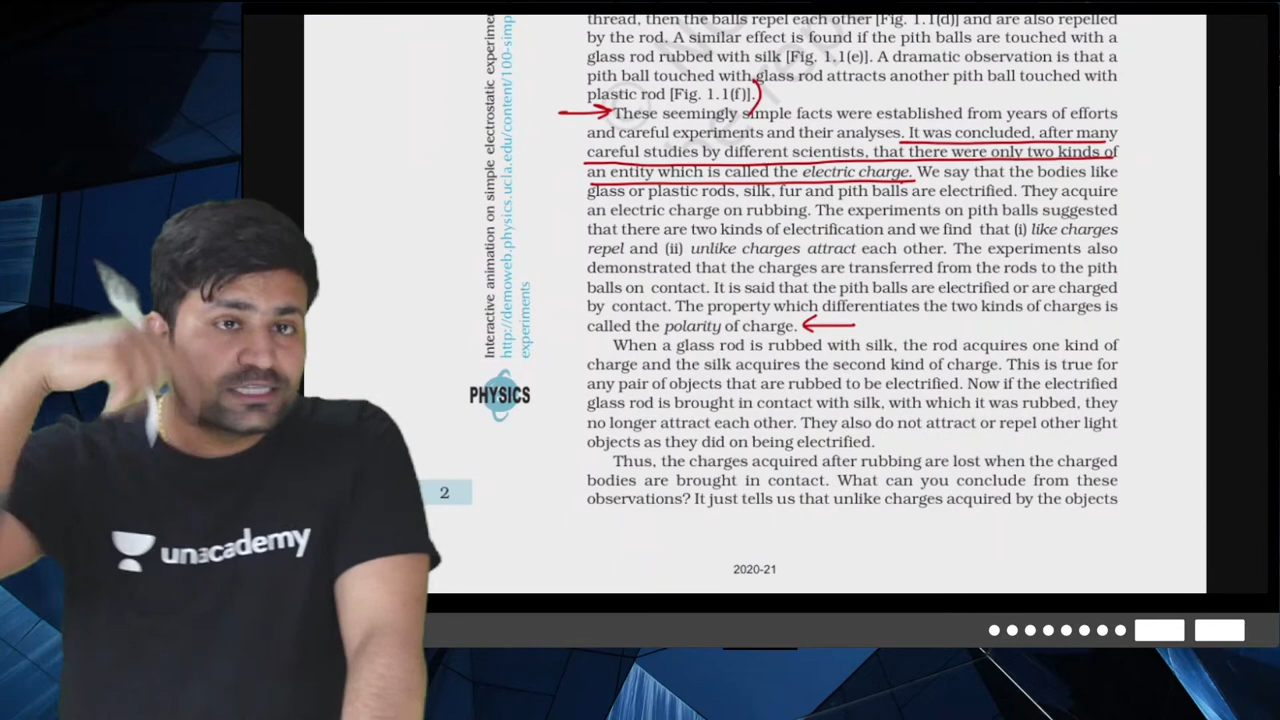 thread, then the balls repel each other [Fig. 1.1(d)] and are also repelled
by the rod. A similar effect is found if the pith balls are touched with a
glass rod rubbed with silk [Fig. 1.1(e)]. A dramatic observation is that a
pith ball touched with glass rod attracts another pith ball touched with
plastic rod [Fig. 1.1(f)].
These seemingly simple facts were established from years of efforts
and careful experiments and their analyses. It was concluded, after many
careful studies by different scientists, that there were only two kinds of
an entity which is called the electric charge. We say that the bodies like
glass or plastic rods, silk, fur and pith balls are electrified. They acquire
an electric charge on rubbing. The experiments on pith balls suggested
that there are two kinds of electrification and we find that (i) like charges
repel and (ii) unlike charges attract each other. The experiments also
demonstrated that the charges are transferred from the rods to the pith
balls on contact. It is said that the pith balls are electrified or are charged
by contact. The property which differentiates the two kinds of charges is
called the polarity of charge.
When a glass rod is rubbed with silk, the rod acquires one kind of
charge and the silk acquires the second kind of charge. This is true for
any pair of objects that are rubbed to be electrified. Now if the electrified
glass rod is brought in contact with silk, with which it was rubbed, they
no longer attract each other. They also do not attract or repel other light
objects as they did on being electrified.
Thus, the charges acquired after rubbing are lost when the charged
bodies are brought in contact. What can you conclude from these
observations? It just tells us that unlike charges acquired by the objects
Interactive animation on simple electrostatic
http://demoweb.physics.ucla.edu/content/
experiments
PHYSICS
2
2020-21
unacademy